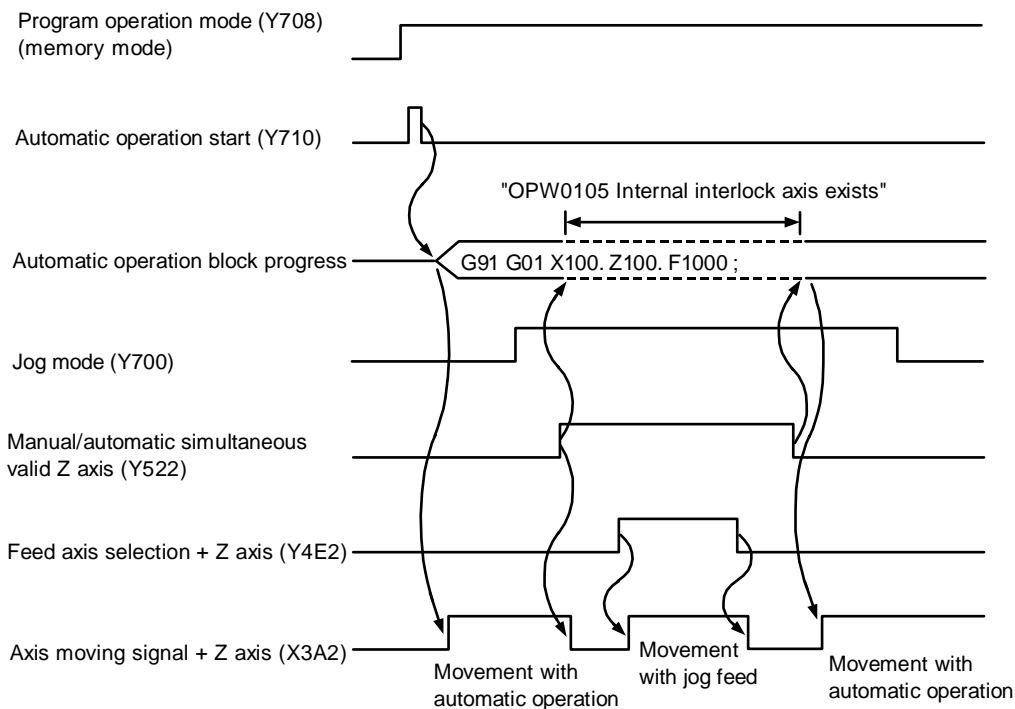 Program operation mode (Y708)
(memory mode)
Automatic operation start (Y710)
"OPW0105 Internal interlock axis exists"
Automatic operation block progress
G91 G01 X100. Z100. F1000 ;
Jog mode (Y700)
Manual/automatic simultaneous
valid Z axis (Y522)
Feed axis selection + Z axis (Y4E2)
Axis moving signal + Z axis (X3A2)
Movement with
automatic operation
Movement
with jog feed
Movement with
automatic operation